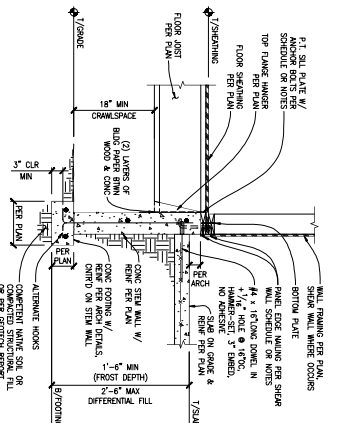 P.T. SILL PLATE W/
ANCHOR BOLTS PER
SCHEDULE OR NOTES
FLOOR SHEATHING
PER PLAN
TOP FLANGE HANGER
PER PLAN
T/SHEATHING
FLOOR JOIST
PER PLAN
T/GRADE
18" MIN
CRAWLSPACE
(2) LAYERS OF
BLDG PAPER BTWN
WOOD & CONC
3" CLR
MIN
PER
PLAN
PER
PLAN
WALL FRAMING PER PLAN,
SHEAR WALL WHERE OCCURS
BOTTOM PLATE
PANEL EDGE NAILING PER SHEAR
WALL SCHEDULE OR NOTES
#4 x 16" LONG DOWEL IN
HOLE @ 16"OC,
HAMMER-SET, 3" EMBED,
NO ADHESIVE
PER
ARCH
SLAB ON GRADE &
REINF PER PLAN
T/SLAB
CONC STEM WALL W/
REINF PER PLAN
CONC FOOTING W/
REINF PER ARCH DETAILS,
CNTR'D ON STEM WALL
1'-6" MIN
(FROST DEPTH)
2'-6" MAX
DIFFERENTIAL FILL
B/FOOTING
ALTERNATE HOOKS
COMPETENT NATIVE SOIL OR
COMPACTED STRUCTURAL FILL
PER GEOTECH REPORT